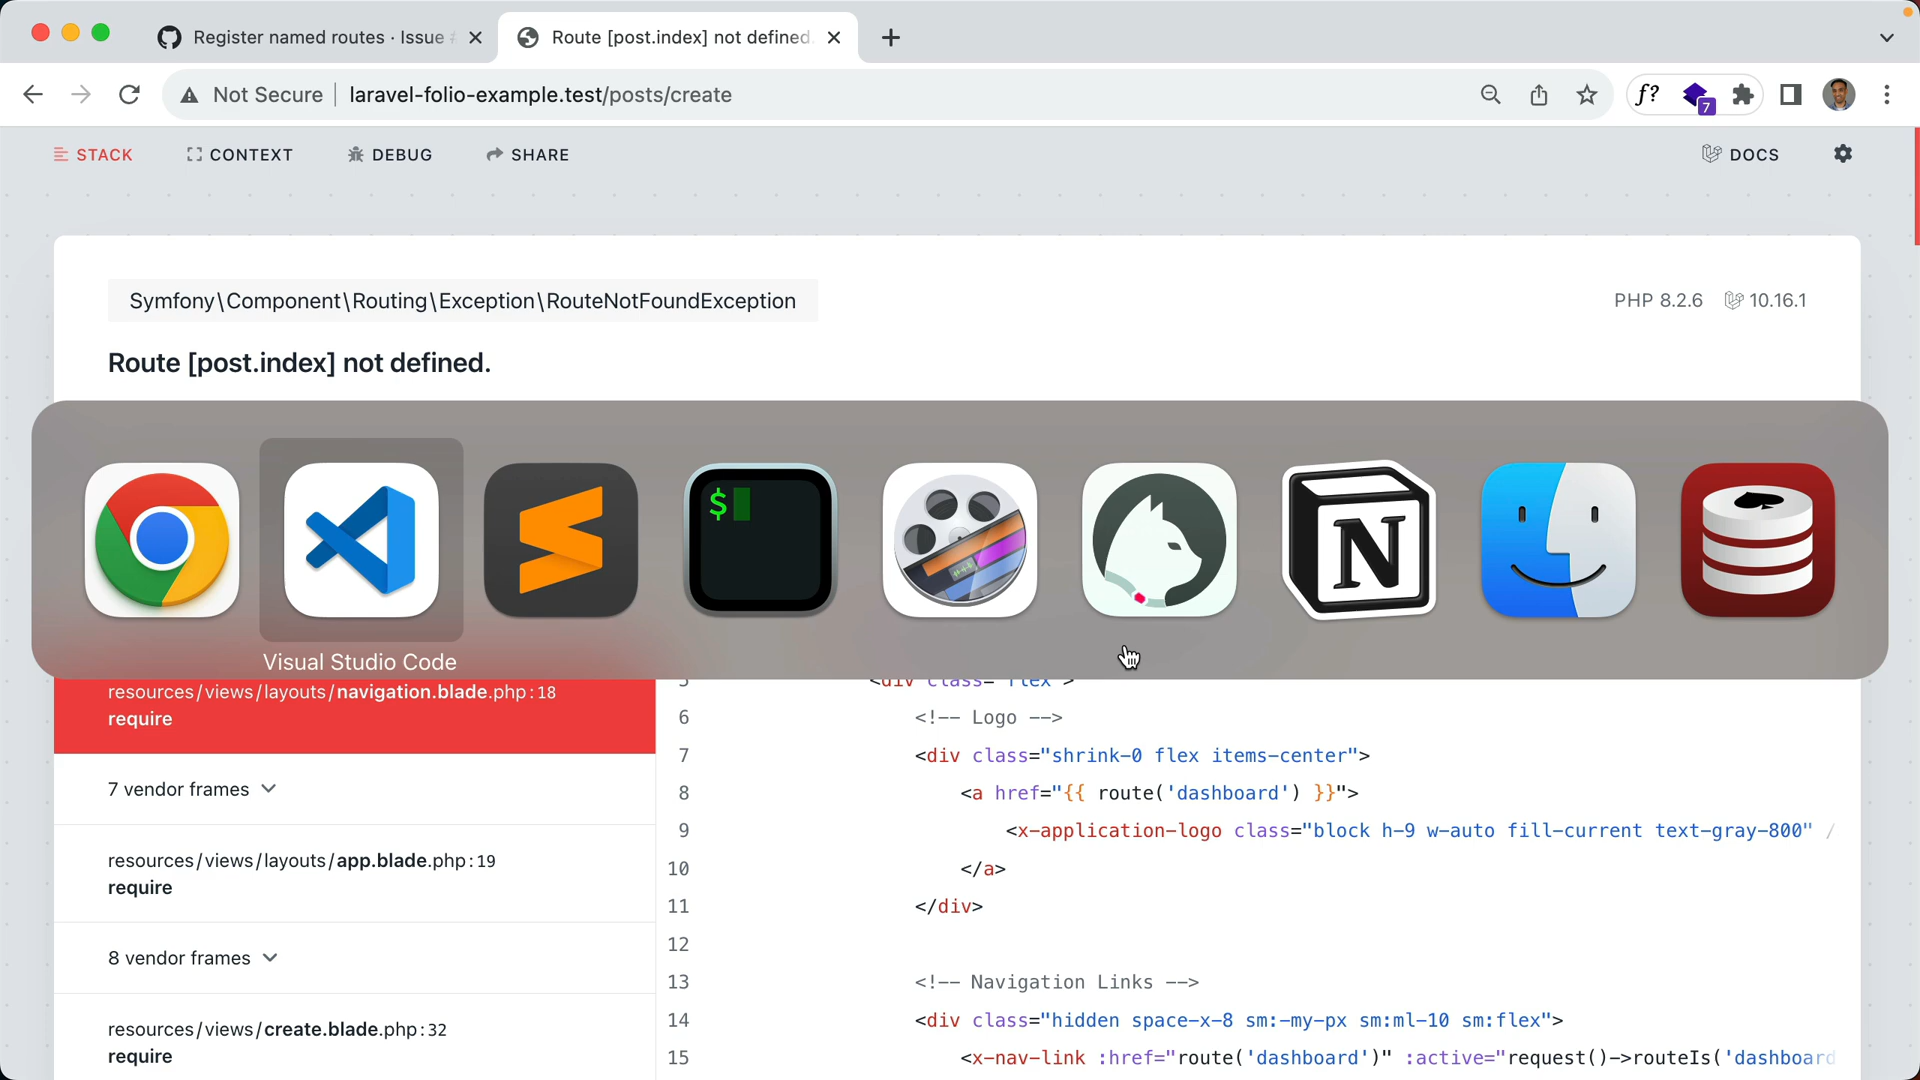 Register named routes · Issue #
Route [post.index] not defined.
Not Secure
laravel-folio-example.test/posts/create
f?
7
STACK
CONTEXT
DEBUG
SHARE
DOCS
Symfony\Component\Routing\Exception\RouteNotFoundException
PHP 8.2.6
10.16.1
Route [post.index] not defined.
$
N
Visual Studio Code
resources/views/layouts/navigation.blade.php:18
require
7 vendor frames
resources/views/layouts/app.blade.php:19
require
8 vendor frames
resources/views/create.blade.php:32
require
5 <div class="flex">
6 <!-- Logo -->
7 <div class="shrink-0 flex items-center">
8 <a href="{{ route('dashboard') }}">
9 <x-application-logo class="block h-9 w-auto fill-current text-gray-800" /
10 </a>
11 </div>
12
13 <!-- Navigation Links -->
14 <div class="hidden space-x-8 sm:-my-px sm:ml-10 sm:flex">
15 <x-nav-link :href="route('dashboard')" :active="request()->routeIs('dashboard